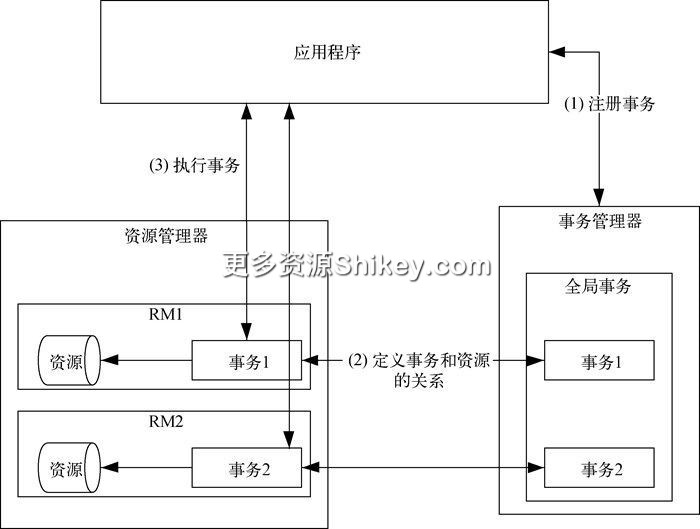 应用程序
(1) 注册事务
(3) 执行事务
资源管理器
事务管理器
更多资源Shikey.com
全局事务
RM1
资源
事务1
(2) 定义事务和资源
的关系
事务1
RM2
资源
事务2
事务2